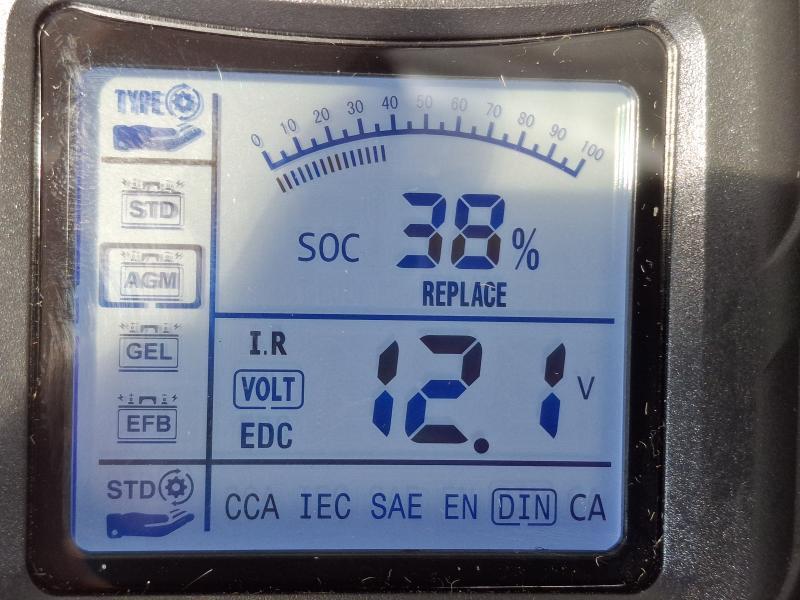 TYPE
0 10 20 30 40 50 60 70 80 90 100
STD
SOC 38%
REPLACE
AGM
GEL
EFB
I.R
VOLT
EDC
12.1 V
STD
CCA IEC SAE EN DIN CA